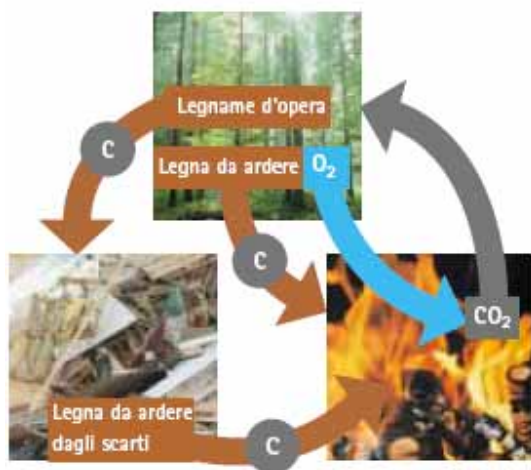 Legname d'opera
C
Legna da ardere O₂
C
CO₂
Legna da ardere
dagli scarti
C